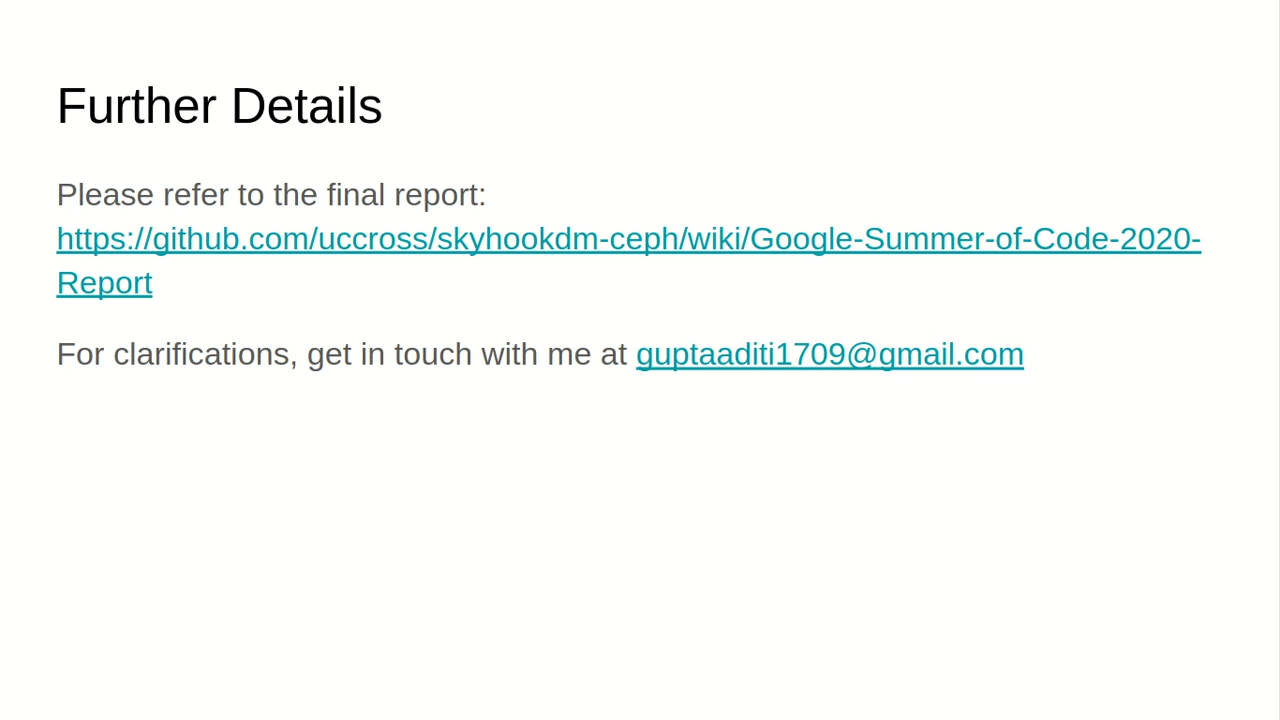 Further Details
Please refer to the final report:
https://github.com/uccross/skyhookdm-ceph/wiki/Google-Summer-of-Code-2020-
Report
For clarifications, get in touch with me at guptaaditi1709@gmail.com